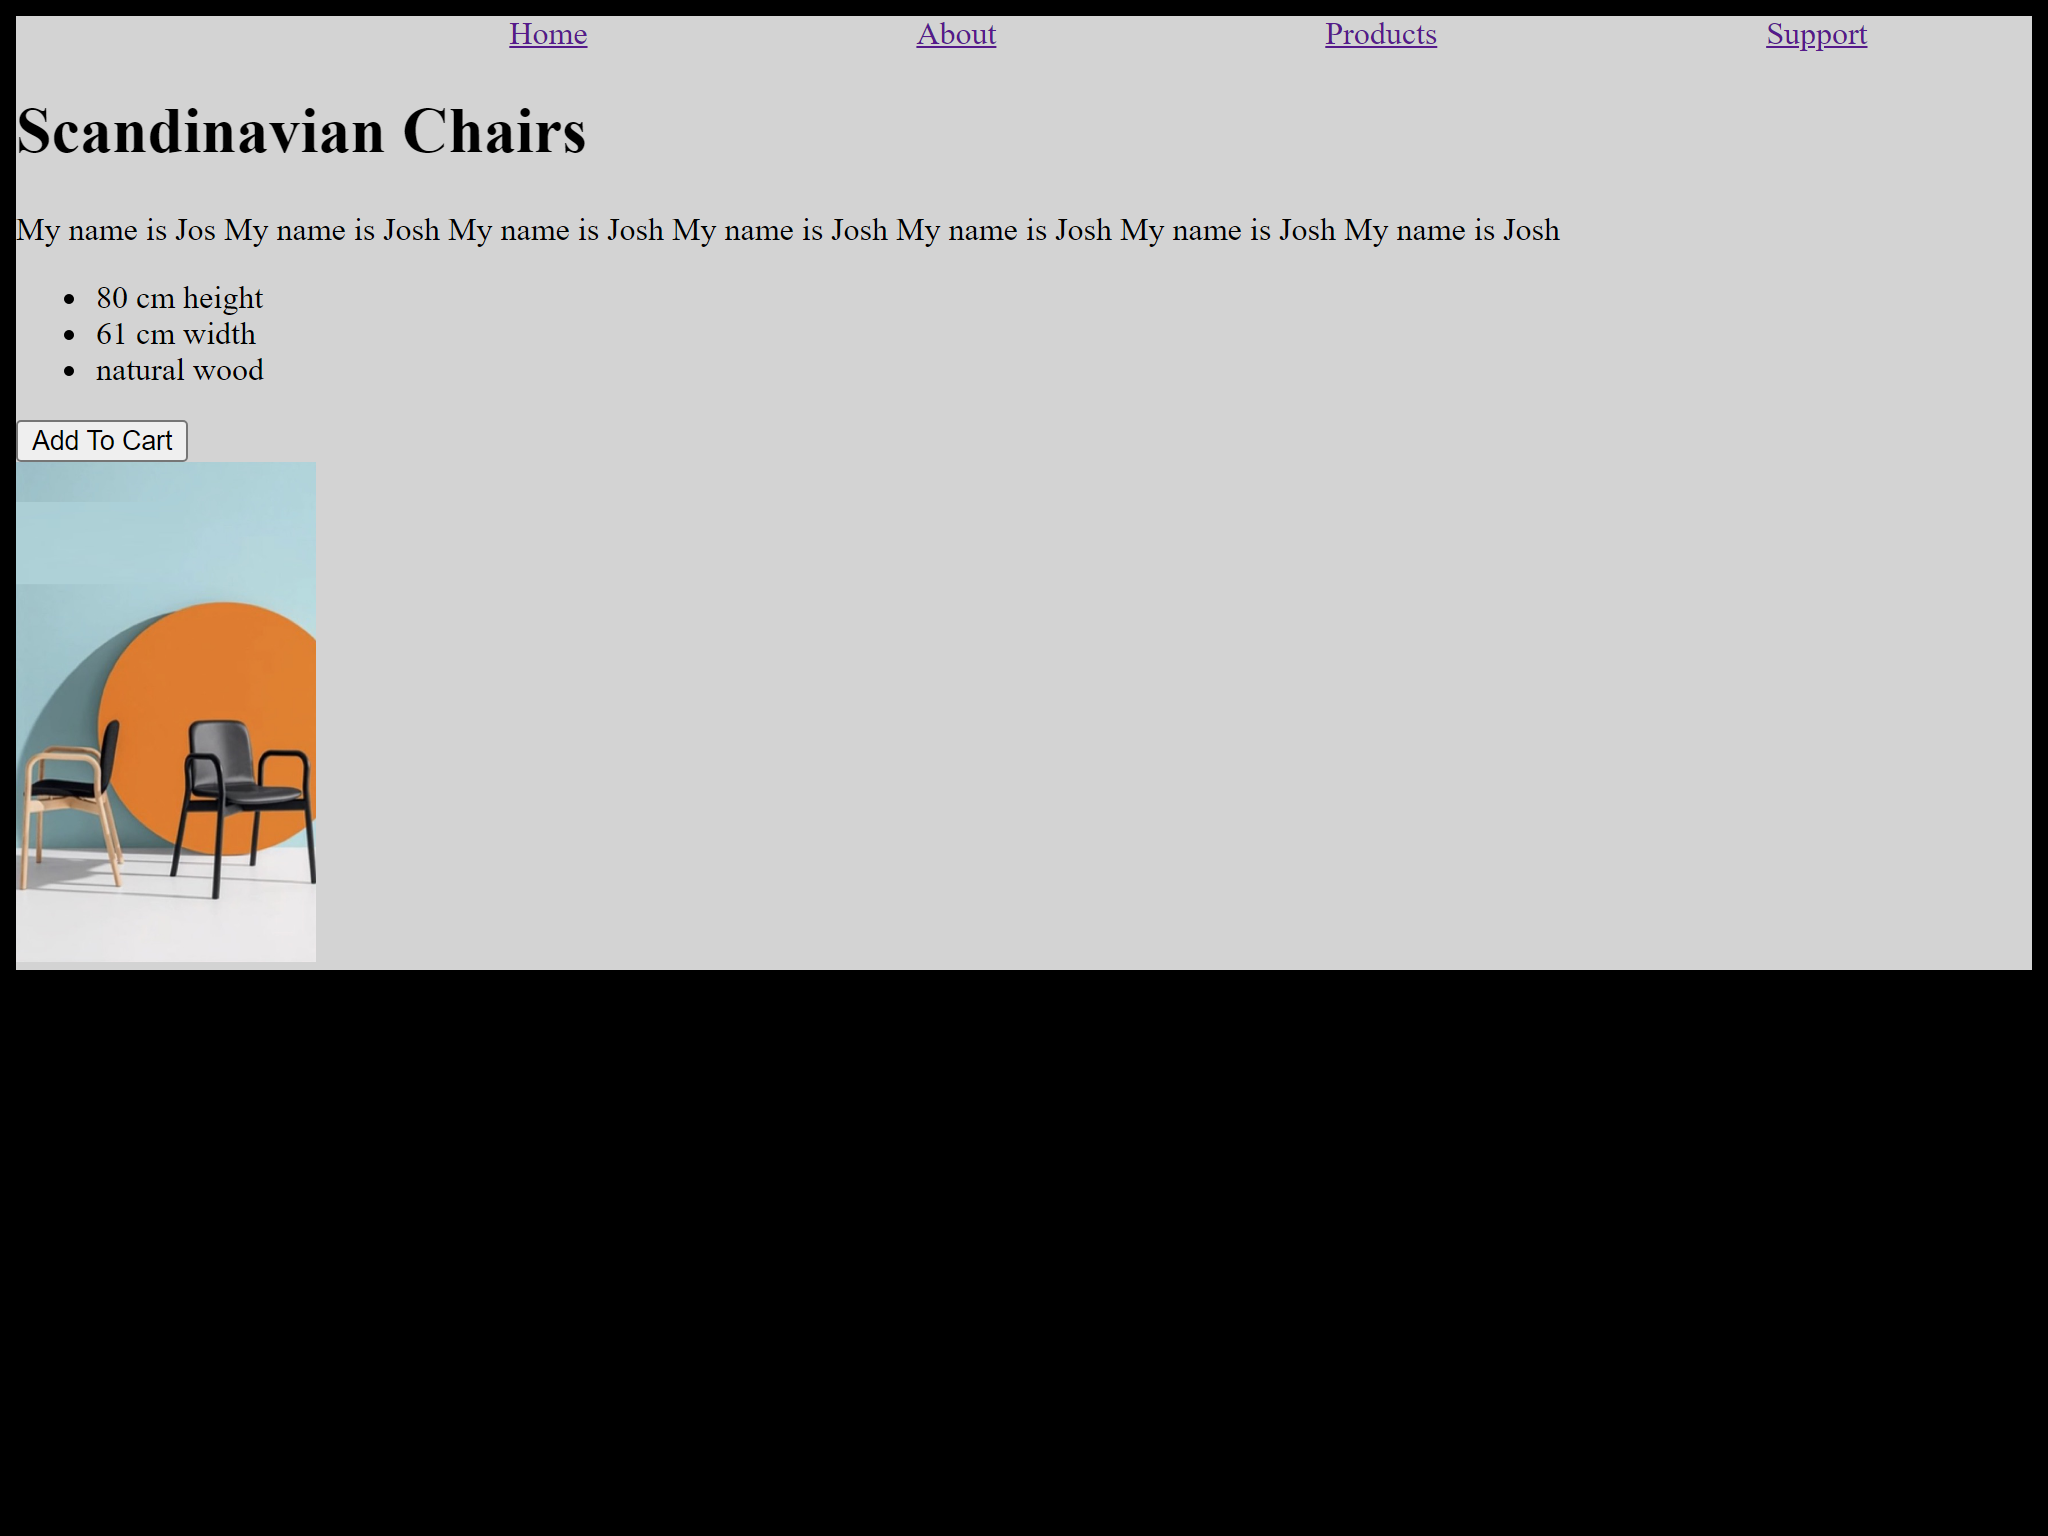 Home About Products Support
Scandinavian Chairs
My name is Jos My name is Josh My name is Josh My name is Josh My name is Josh My name is Josh My name is Josh
80 cm height
61 cm width
natural wood
Add To Cart